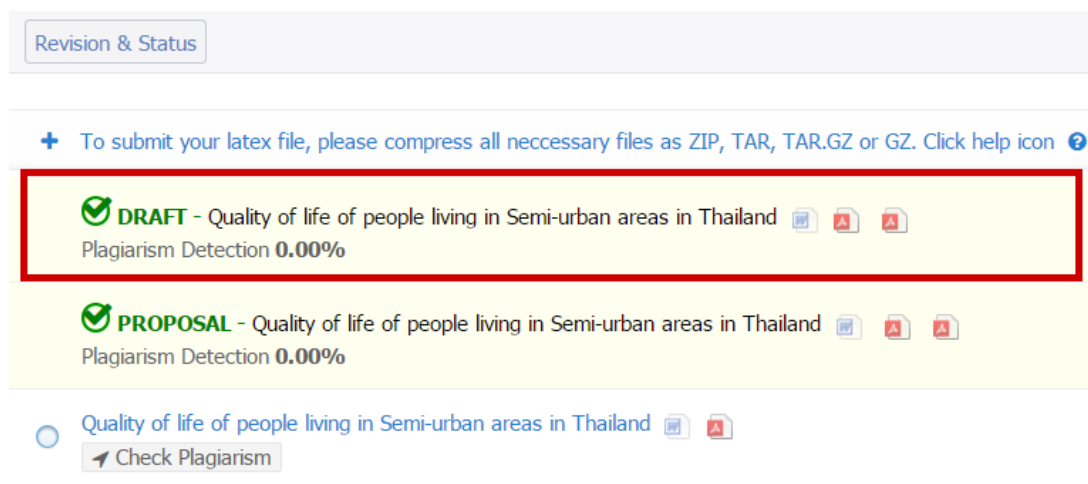 Revision & Status
To submit your latex file, please compress all neccessary files as ZIP, TAR, TAR.GZ or GZ. Click help icon
DRAFT - Quality of life of people living in Semi-urban areas in Thailand
Plagiarism Detection 0.00%
PROPOSAL - Quality of life of people living in Semi-urban areas in Thailand
Plagiarism Detection 0.00%
Quality of life of people living in Semi-urban areas in Thailand
Check Plagiarism